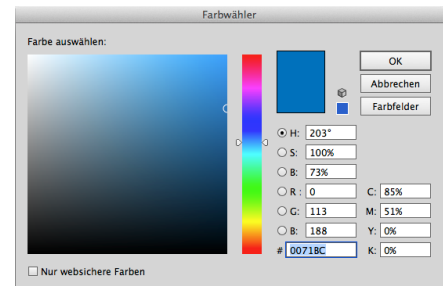 Farbwähler
Farbe auswählen:
OK
Abbrechen
Farbfelder
H: 203°
S: 100%
B: 73%
R: 0 C: 85%
G: 113 M: 51%
B: 188 Y: 0%
# 0071BC K: 0%
Nur websichere Farben